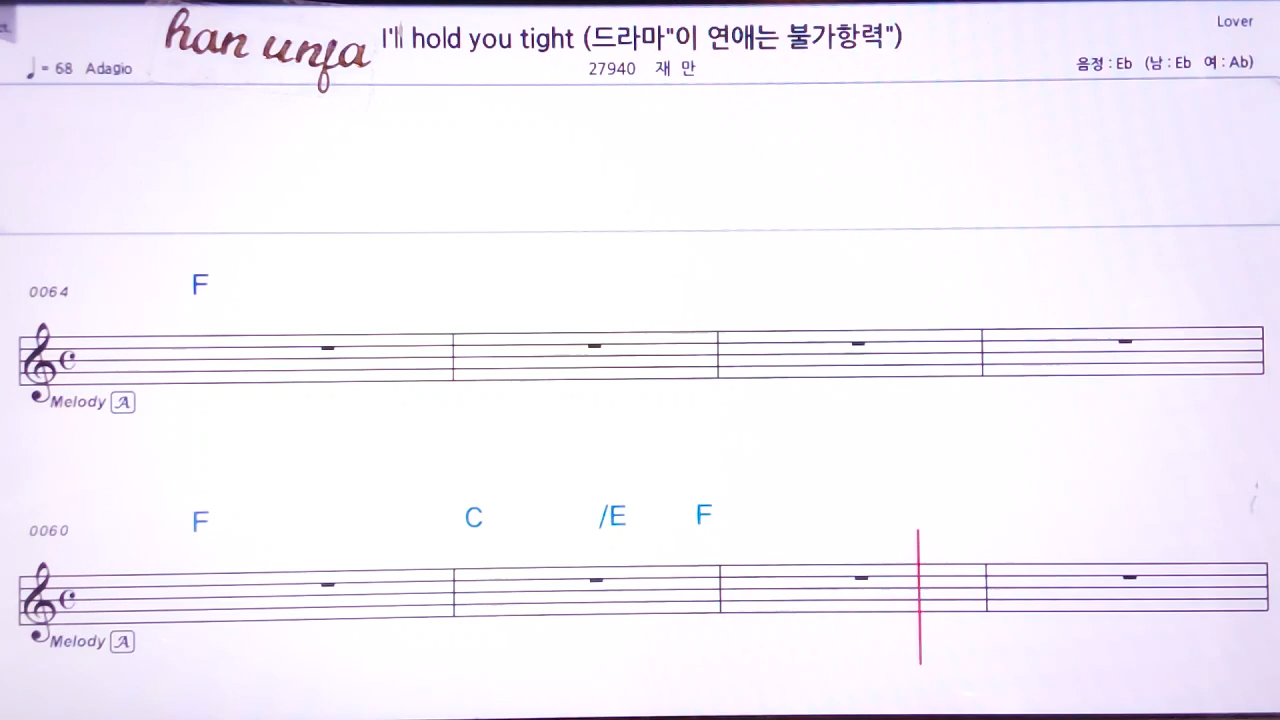 Lover
han unfa I'll hold you tight (드라마"이 연애는 불가항력")
♩= 68 Adagio 27940 재 만 음정 : Eb (남 : Eb 여 : Ab)
0064 F
Melody A
0060 F C /E F
Melody A